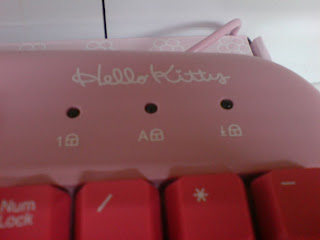 Hello Kitty
1 A
Num Lock / * -